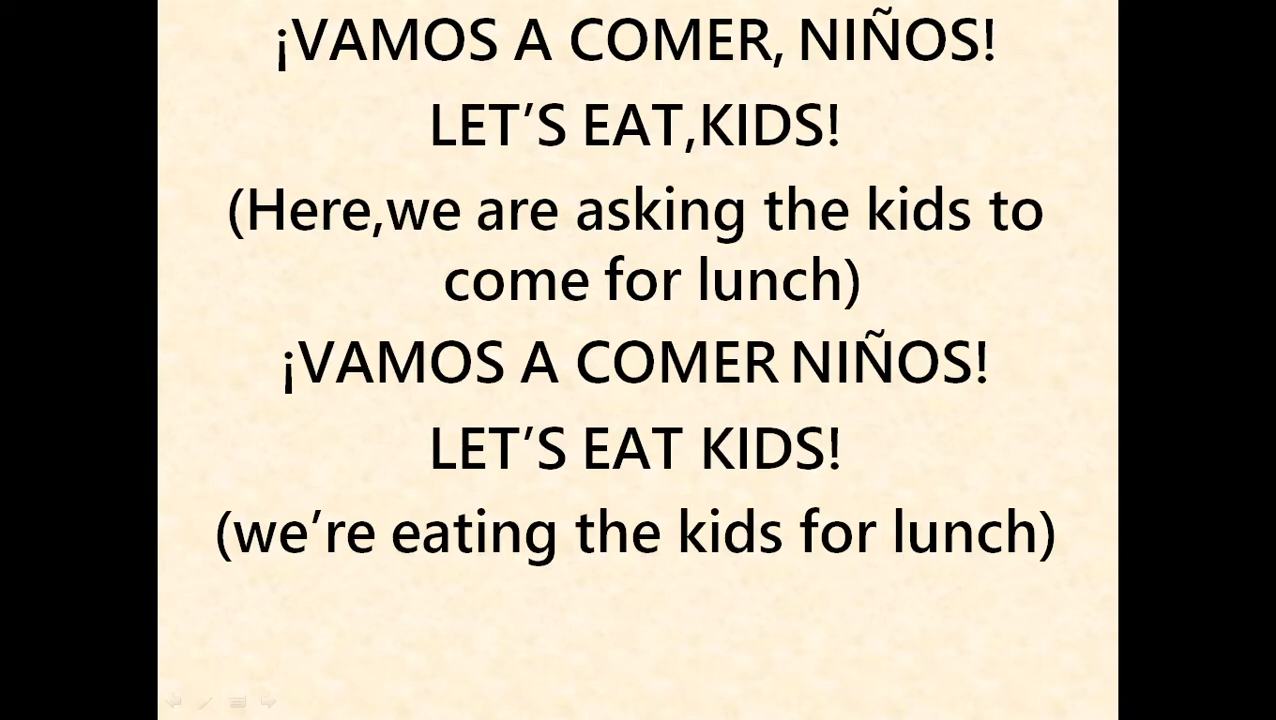 ¡VAMOS A COMER, NIÑOS!
LET’S EAT,KIDS!
(Here,we are asking the kids to
come for lunch)
¡VAMOS A COMER NIÑOS!
LET’S EAT KIDS!
(we’re eating the kids for lunch)